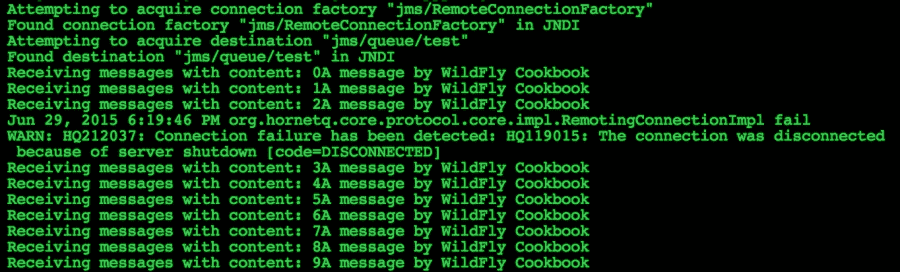 Attempting to acquire connection factory "jms/RemoteConnectionFactory"
Found connection factory "jms/RemoteConnectionFactory" in JNDI
Attempting to acquire destination "jms/queue/test"
Found destination "jms/queue/test" in JNDI
Receiving messages with content: 0A message by WildFly Cookbook
Receiving messages with content: 1A message by WildFly Cookbook
Receiving messages with content: 2A message by WildFly Cookbook
Jun 29, 2015 6:19:46 PM org.hornetq.core.protocol.core.impl.RemotingConnectionImpl fail
WARN: HQ212037: Connection failure has been detected: HQ119015: The connection was disconnected
 because of server shutdown [code=DISCONNECTED]
Receiving messages with content: 3A message by WildFly Cookbook
Receiving messages with content: 4A message by WildFly Cookbook
Receiving messages with content: 5A message by WildFly Cookbook
Receiving messages with content: 6A message by WildFly Cookbook
Receiving messages with content: 7A message by WildFly Cookbook
Receiving messages with content: 8A message by WildFly Cookbook
Receiving messages with content: 9A message by WildFly Cookbook